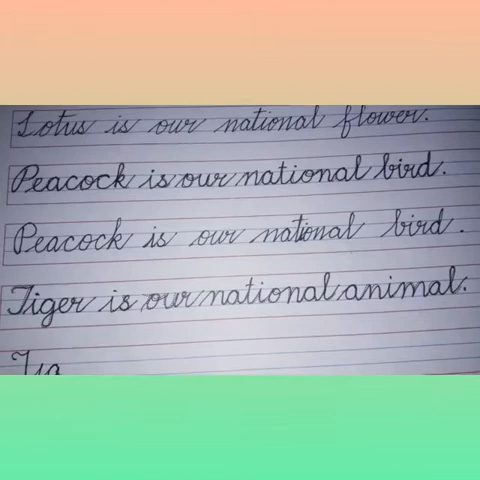 Lotus is our national flower.
Peacock is our national bird.
Peacock is our national bird.
Tiger is our national animal.